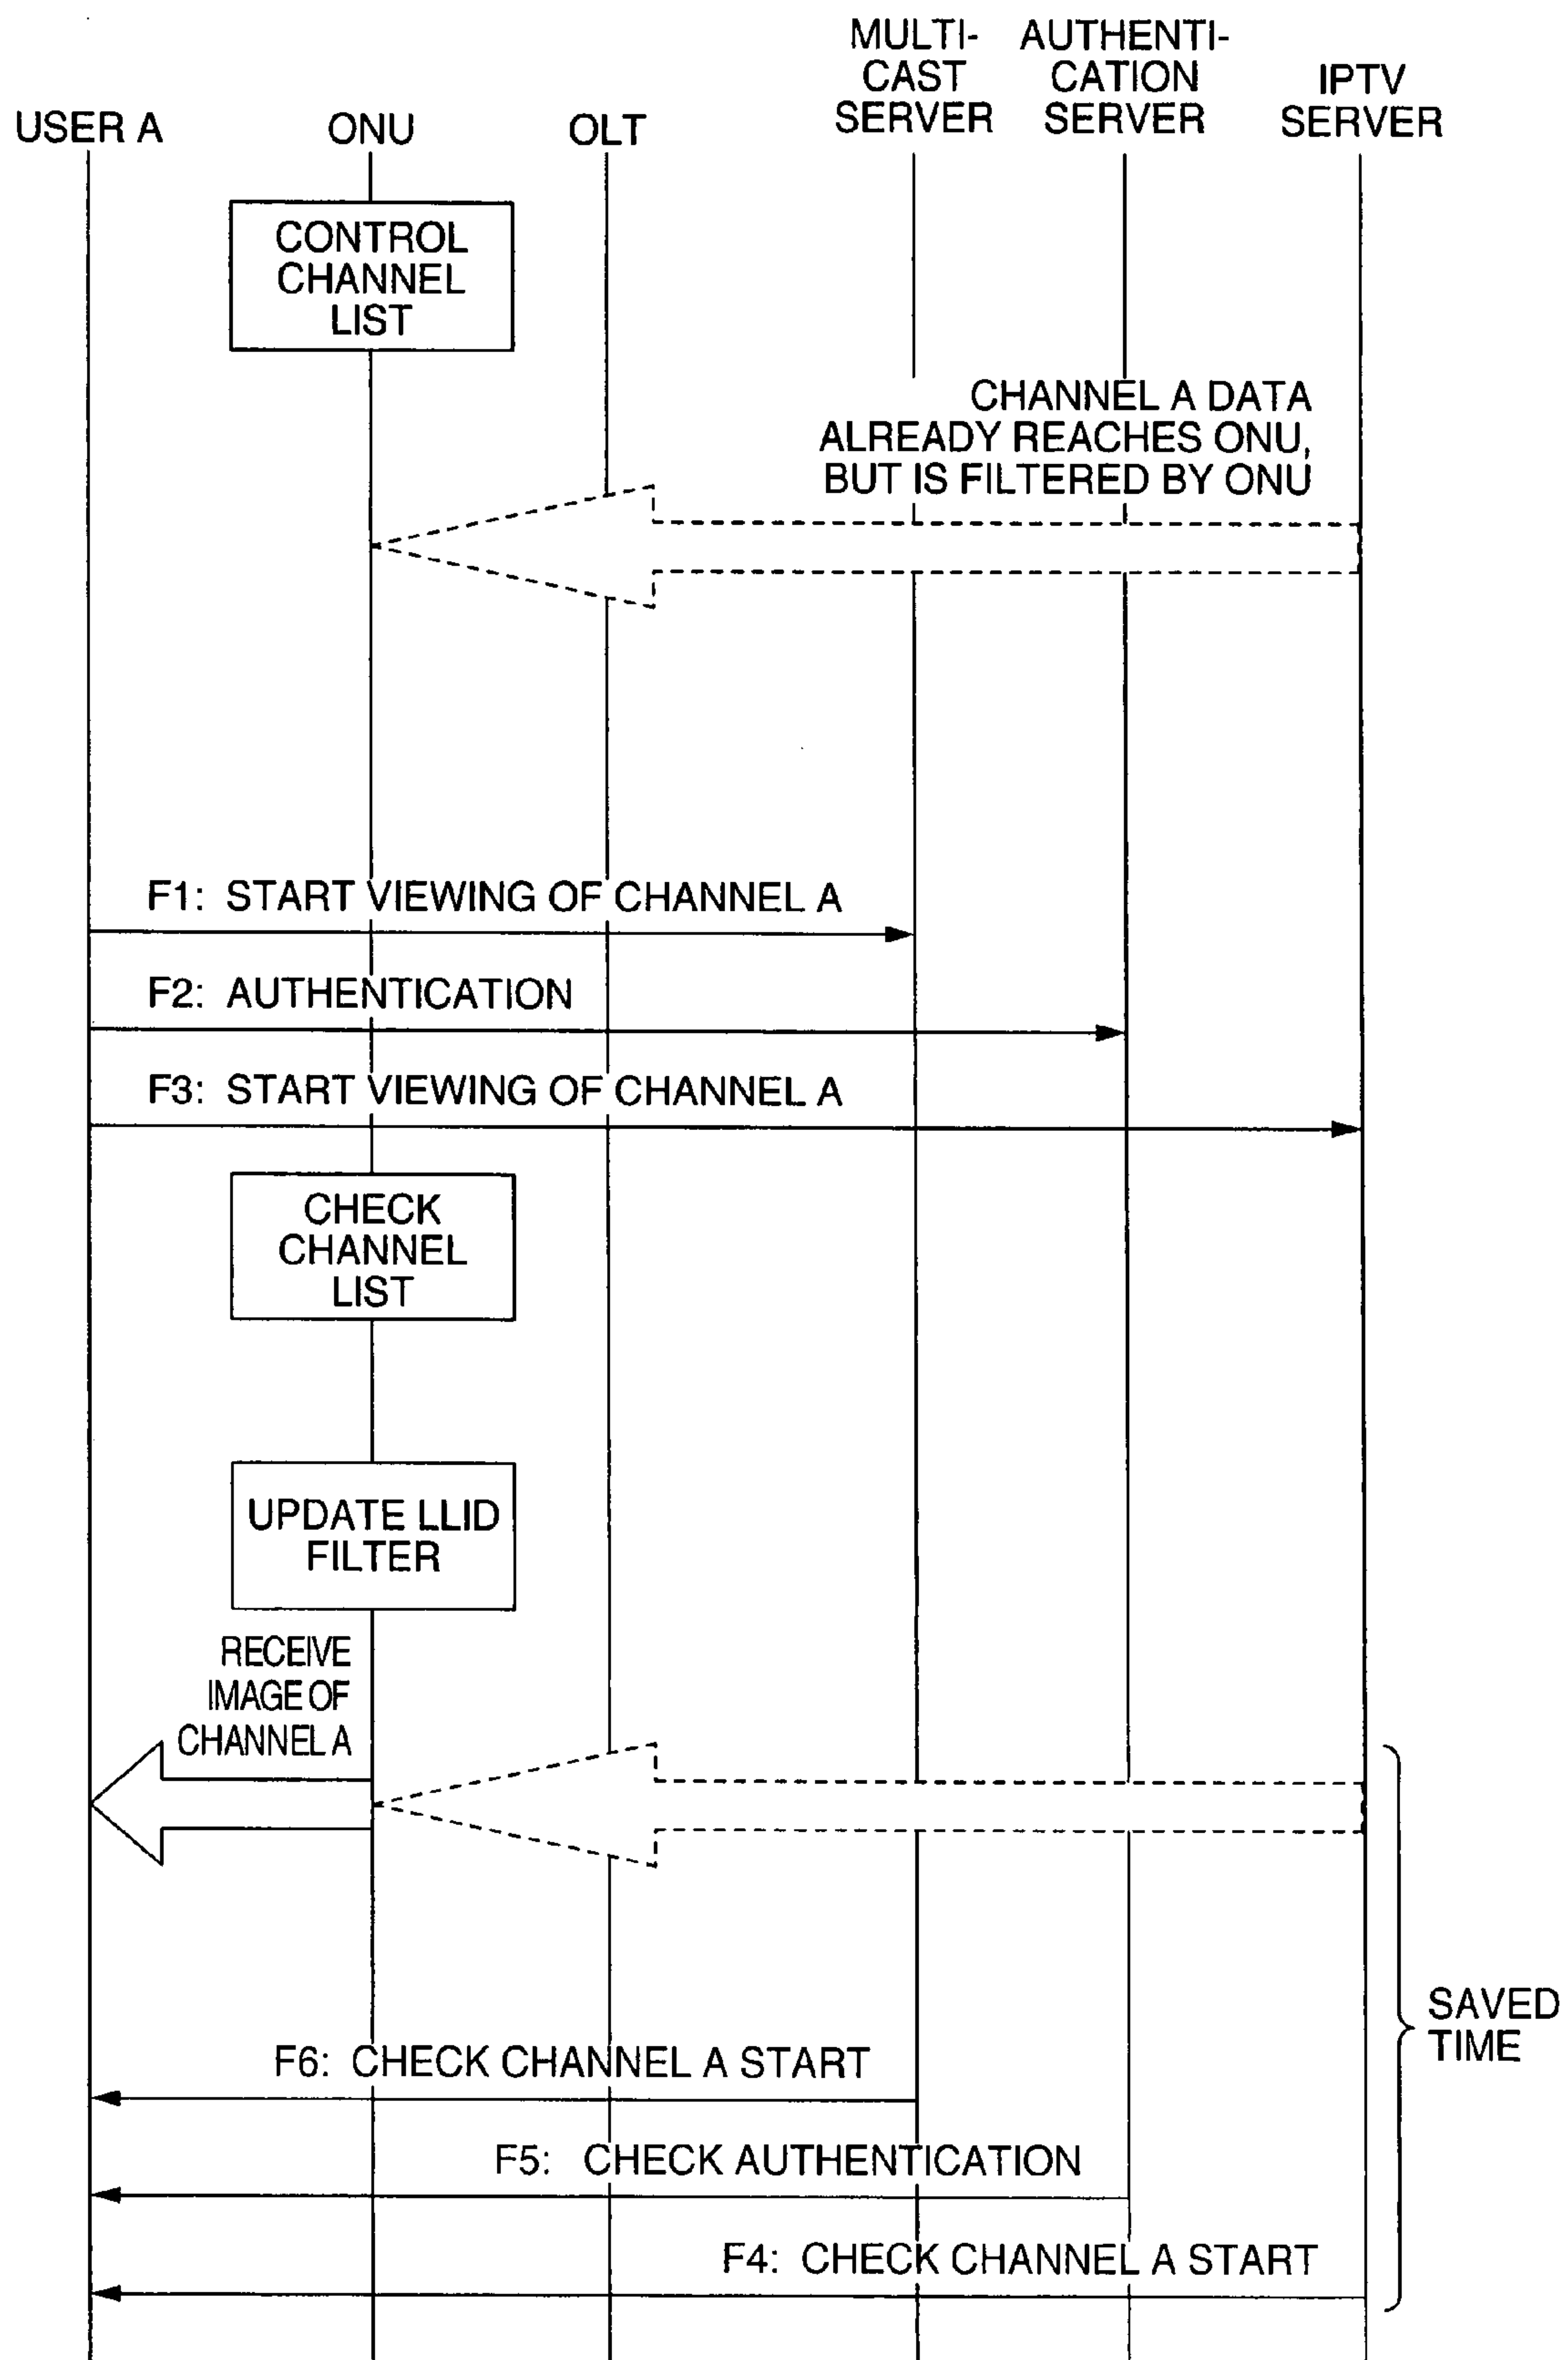 USER A
ONU
OLT
MULTI-
CAST
SERVER
AUTHENTI-
CATION
SERVER
IPTV
SERVER
CONTROL
CHANNEL
LIST
CHANNEL A DATA
ALREADY REACHES ONU,
BUT IS FILTERED BY ONU
F1: START VIEWING OF CHANNEL A
F2: AUTHENTICATION
F3: START VIEWING OF CHANNEL A
CHECK
CHANNEL
LIST
UPDATE LLID
FILTER
RECEIVE
IMAGE OF
CHANNEL A
SAVED
TIME
F6: CHECK CHANNEL A START
F5: CHECK AUTHENTICATION
F4: CHECK CHANNEL A START